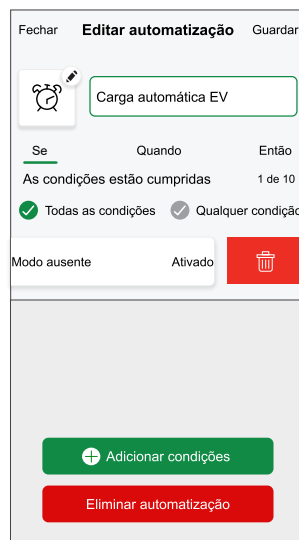 Fechar Editar automatização Guardar
Carga automática EV
Se Quando Então
As condições estão cumpridas 1 de 10
Todas as condições Qualquer condição
Modo ausente Ativado
Adicionar condições
Eliminar automatização